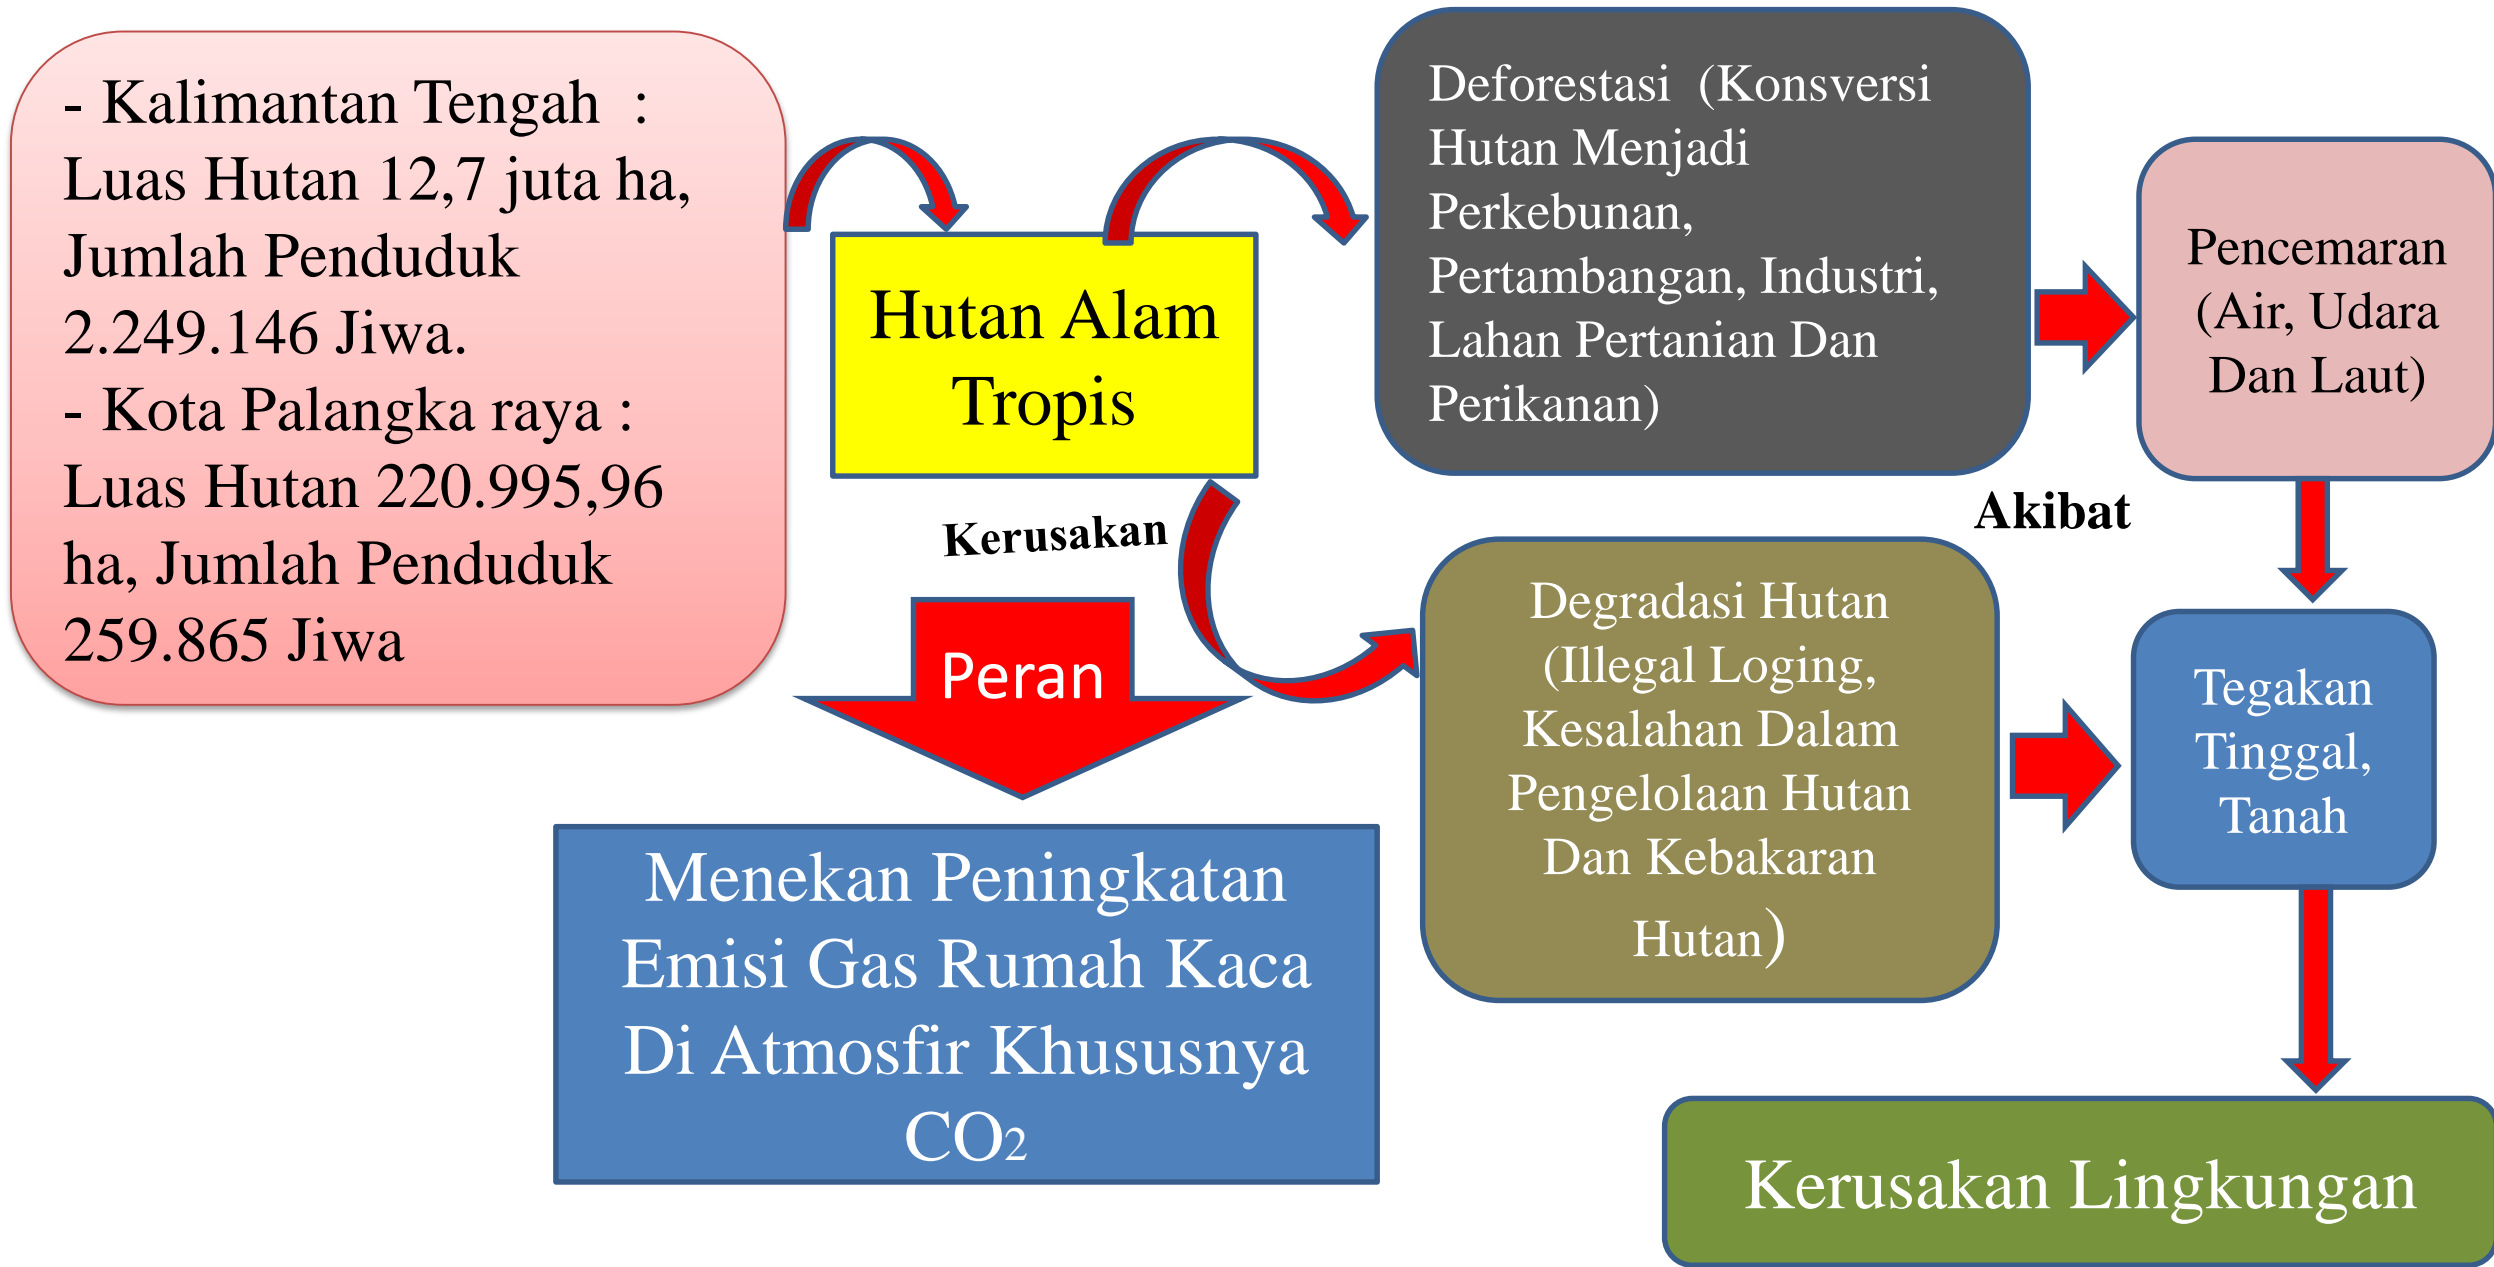 - Kalimantan Tengah  :
Luas Hutan 12,7 juta ha,
Jumlah Penduduk
2.249.146 Jiwa.
- Kota Palangka raya :
Luas Hutan 220.995,96
ha, Jumlah Penduduk
259.865 Jiwa
Hutan Alam
Tropis
Kerusakan
Peran
Menekan Peningkatan
Emisi Gas Rumah Kaca
Di Atmosfir Khususnya
CO₂
Deforestasi  (Konsversi
Hutan Menjadi
Perkebunan,
Pertambangan, Industri,
Lahan Pertanian Dan
Perikanan)
Pencemaran
(Air, Udara
Dan Laut)
Akibat
Degradasi Hutan
(Illegal Loging,
Kesalahan Dalam
Pengelolaan Hutan
Dan Kebakaran
Hutan)
Tegakan
Tinggal,
Tanah
Kerusakan Lingkungan